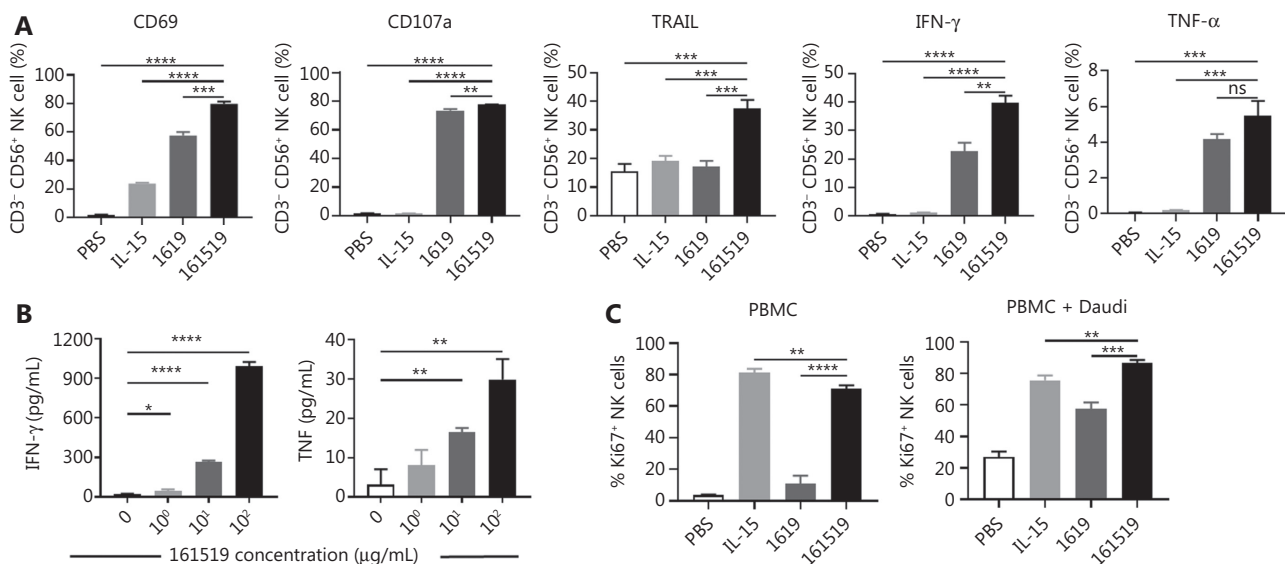 A
CD69
CD3⁻ CD56⁺ NK cell (%)
100
80
60
40
20
0
****
****
***
PBS
IL-15
1619
161519
CD107a
CD3⁻ CD56⁺ NK cell (%)
100
80
60
40
20
0
****
****
**
PBS
IL-15
1619
161519
TRAIL
CD3⁻ CD56⁺ NK cell (%)
50
40
30
20
10
0
***
***
***
PBS
IL-15
1619
161519
IFN-γ
CD3⁻ CD56⁺ NK cell (%)
50
40
30
20
10
0
****
****
**
PBS
IL-15
1619
161519
TNF-α
CD3⁻ CD56⁺ NK cell (%)
8
6
4
2
0
***
***
ns
PBS
IL-15
1619
161519
B
IFN-γ (pg/mL)
1200
900
600
300
0
****
****
*
0
10⁰
10¹
10²
TNF (pg/mL)
40
30
20
10
0
**
**
0
10⁰
10¹
10²
161519 concentration (μg/mL)
C
PBMC
% Ki67⁺ NK cells
100
80
60
40
20
0
**
****
PBS
IL-15
1619
161519
PBMC + Daudi
% Ki67⁺ NK cells
100
80
60
40
20
0
**
***
PBS
IL-15
1619
161519